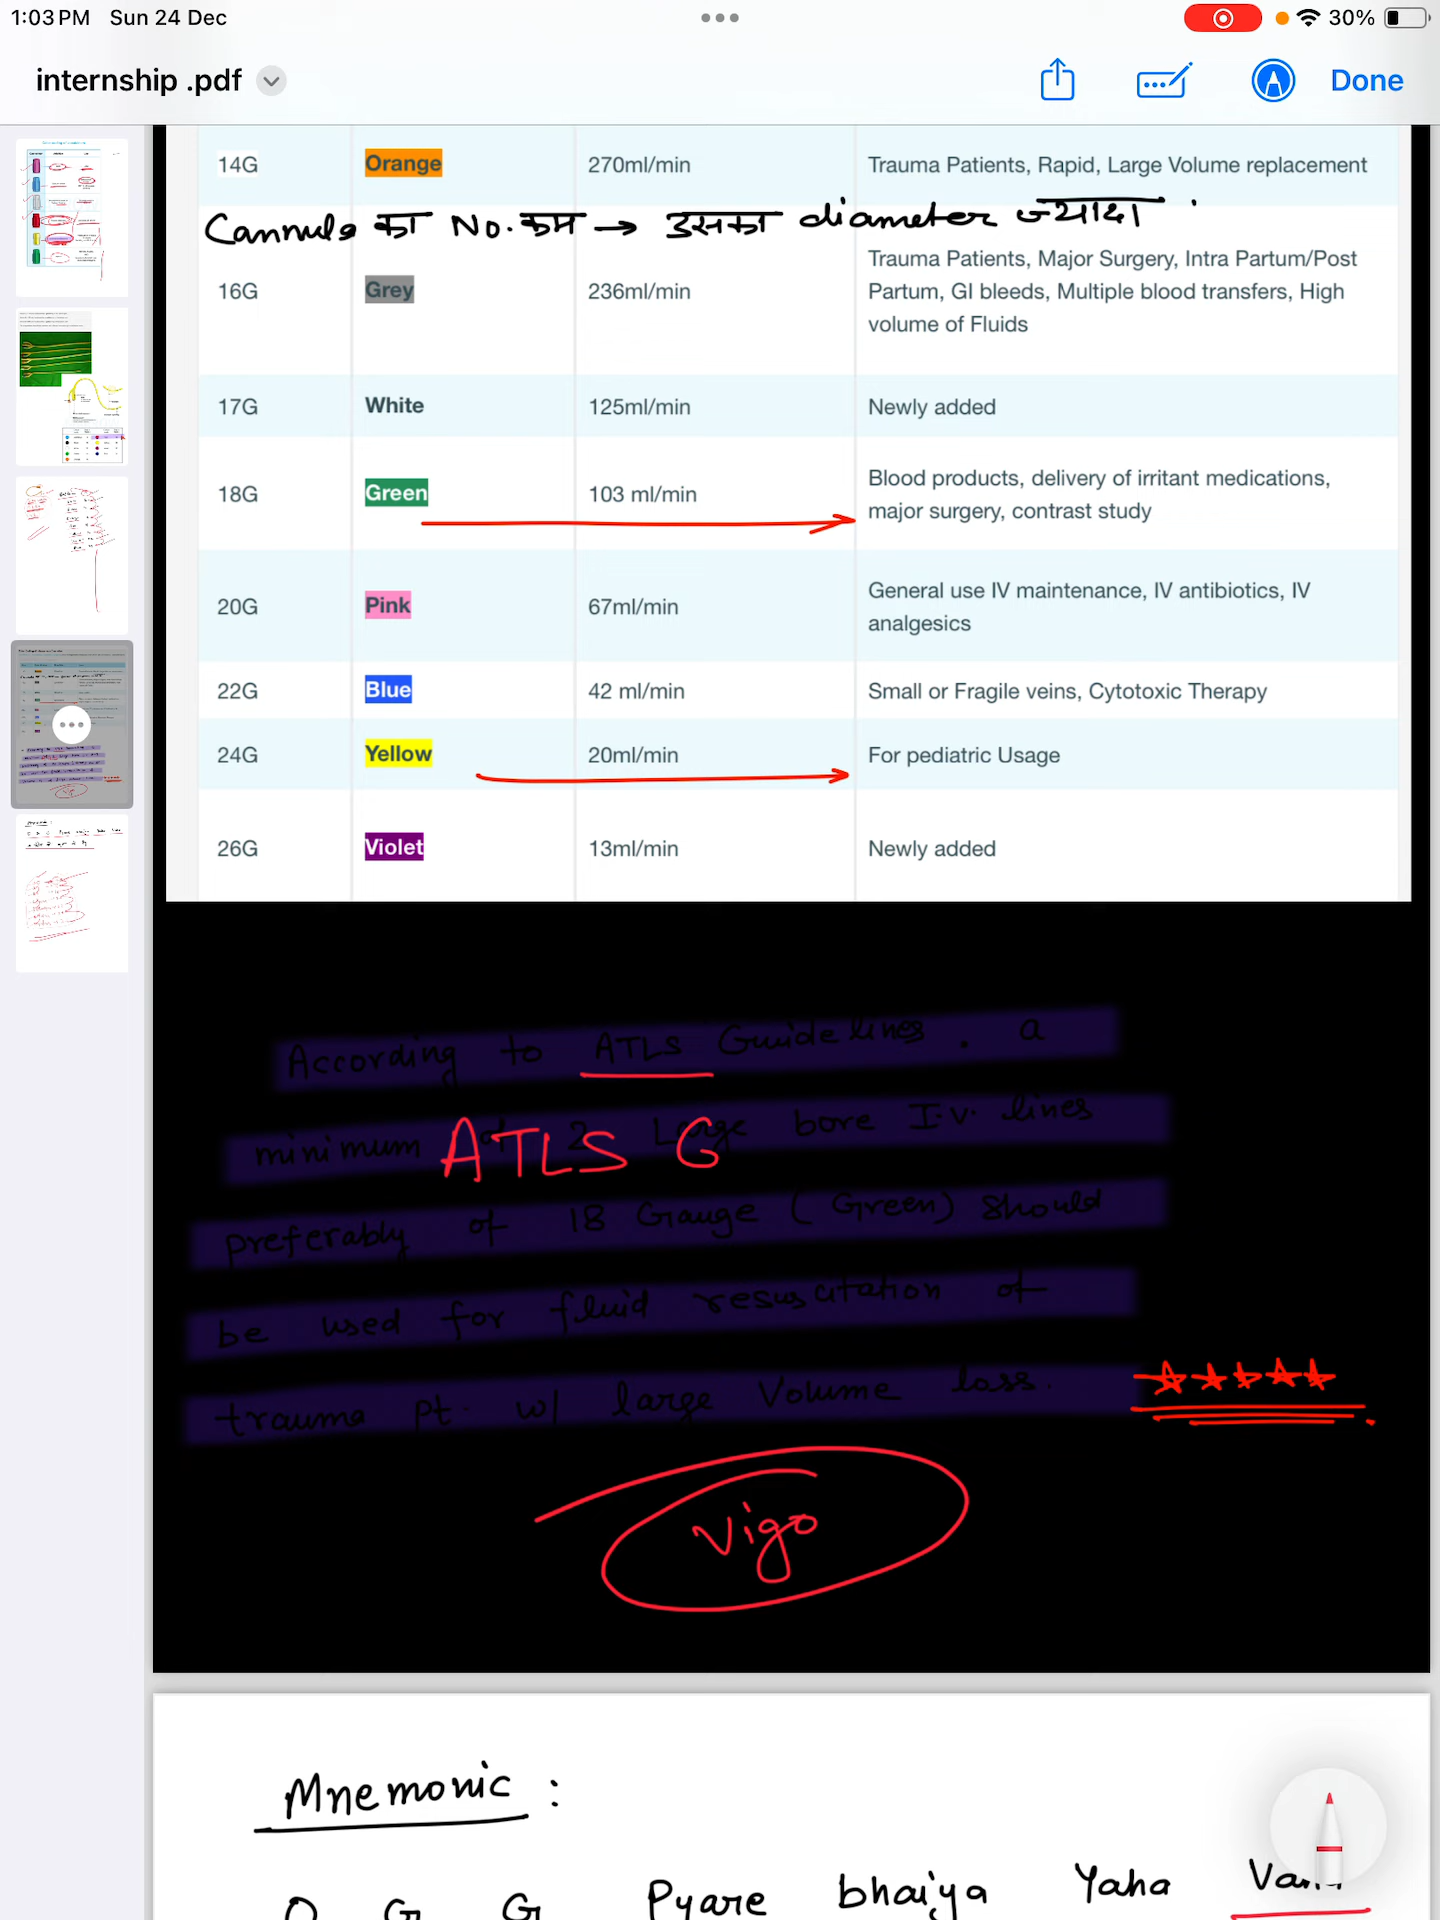 1:03 PM Sun 24 Dec 30%
internship .pdf Done
14G Orange 270ml/min Trauma Patients, Rapid, Large Volume replacement
Cannula का No. कम → उसका diameter ज्यादा .
16G Grey 236ml/min Trauma Patients, Major Surgery, Intra Partum/Post
Partum, GI bleeds, Multiple blood transfers, High
volume of Fluids
17G White 125ml/min Newly added
18G Green 103 ml/min Blood products, delivery of irritant medications,
major surgery, contrast study
20G Pink 67ml/min General use IV maintenance, IV antibiotics, IV
analgesics
22G Blue 42 ml/min Small or Fragile veins, Cytotoxic Therapy
24G Yellow 20ml/min For pediatric Usage
26G Violet 13ml/min Newly added
According to ATLS Guidelines, a
minimum of 2 Large bore I.V. lines
ATLS G
preferably of 18 Gauge (Green) should
be used for fluid resuscitation of
trauma pt. w/ large Volume loss.
Vigo
Mnemonic :
O G G Pyare bhaiya Yaha